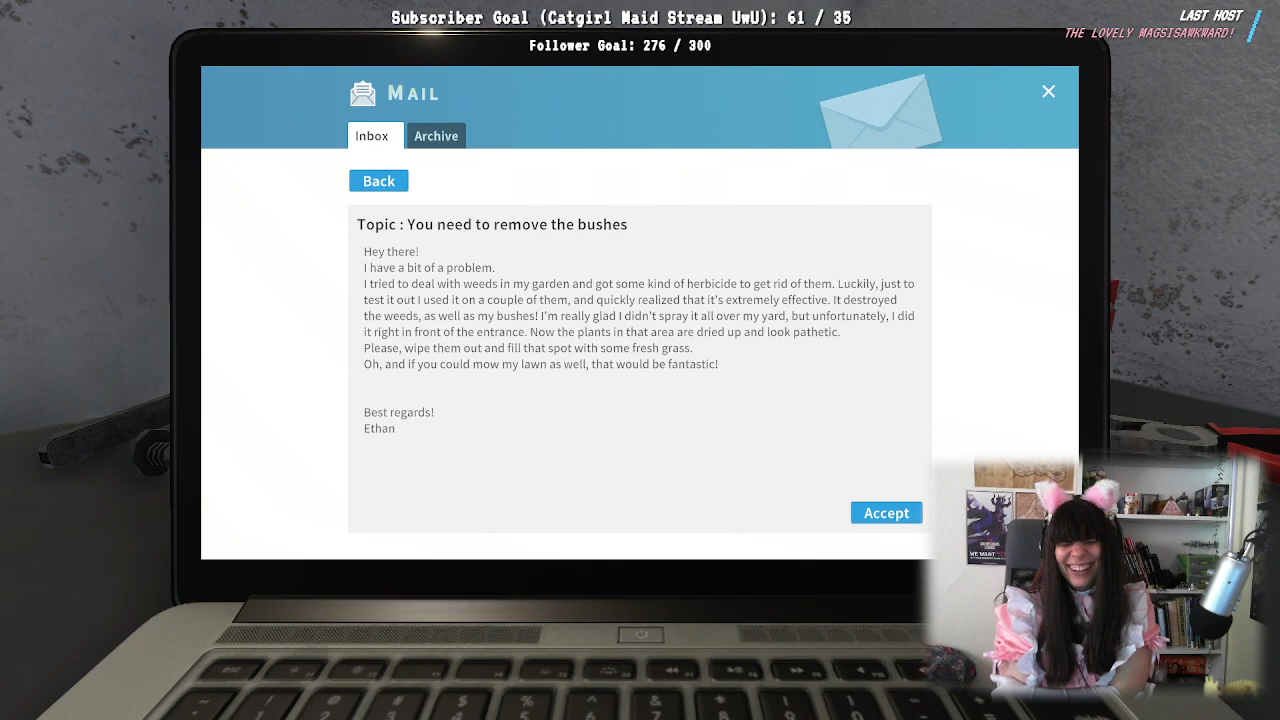 Subscriber Goal (Catgirl Maid Stream UwU): 61 / 35
Follower Goal: 276 / 300
LAST HOST
THE LOVELY MAGSISAWKWARD!
MAIL
Inbox
Archive
Back
Topic : You need to remove the bushes
Hey there!
I have a bit of a problem.
I tried to deal with weeds in my garden and got some kind of herbicide to get rid of them. Luckily, just to
test it out I used it on a couple of them, and quickly realized that it's extremely effective. It destroyed
the weeds, as well as my bushes! I'm really glad I didn't spray it all over my yard, but unfortunately, I did
it right in front of the entrance. Now the plants in that area are dried up and look pathetic.
Please, wipe them out and fill that spot with some fresh grass.
Oh, and if you could mow my lawn as well, that would be fantastic!
Best regards!
Ethan
Accept
WE WANT
esc